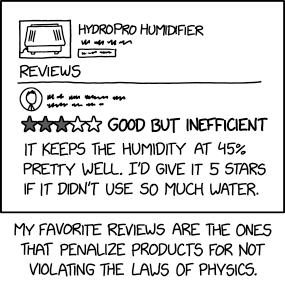 HYDROPRO HUMIDIFIER
REVIEWS
GOOD BUT INEFFICIENT
IT KEEPS THE HUMIDITY AT 45%
PRETTY WELL. I'D GIVE IT 5 STARS
IF IT DIDN'T USE SO MUCH WATER.
MY FAVORITE REVIEWS ARE THE ONES
THAT PENALIZE PRODUCTS FOR NOT
VIOLATING THE LAWS OF PHYSICS.